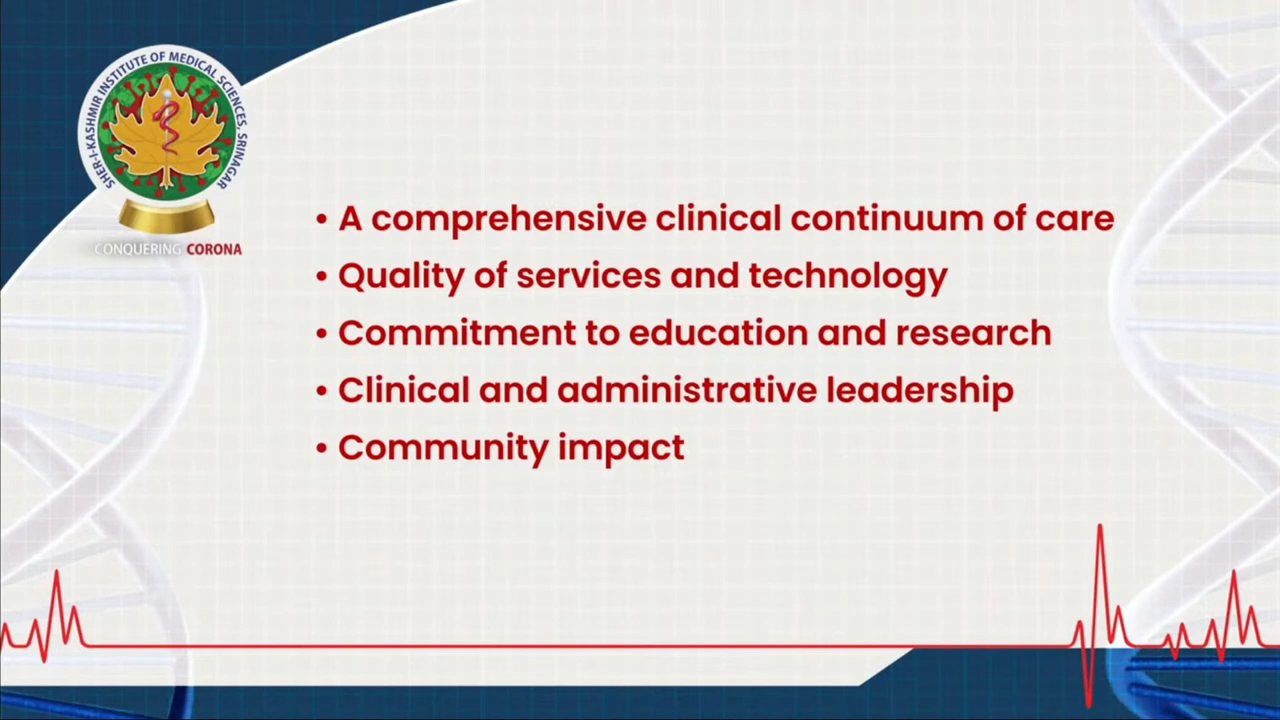 SHER-I-KASHMIR INSTITUTE OF MEDICAL SCIENCES, SRINAGAR
CONQUERING CORONA
• A comprehensive clinical continuum of care
• Quality of services and technology
• Commitment to education and research
• Clinical and administrative leadership
• Community impact